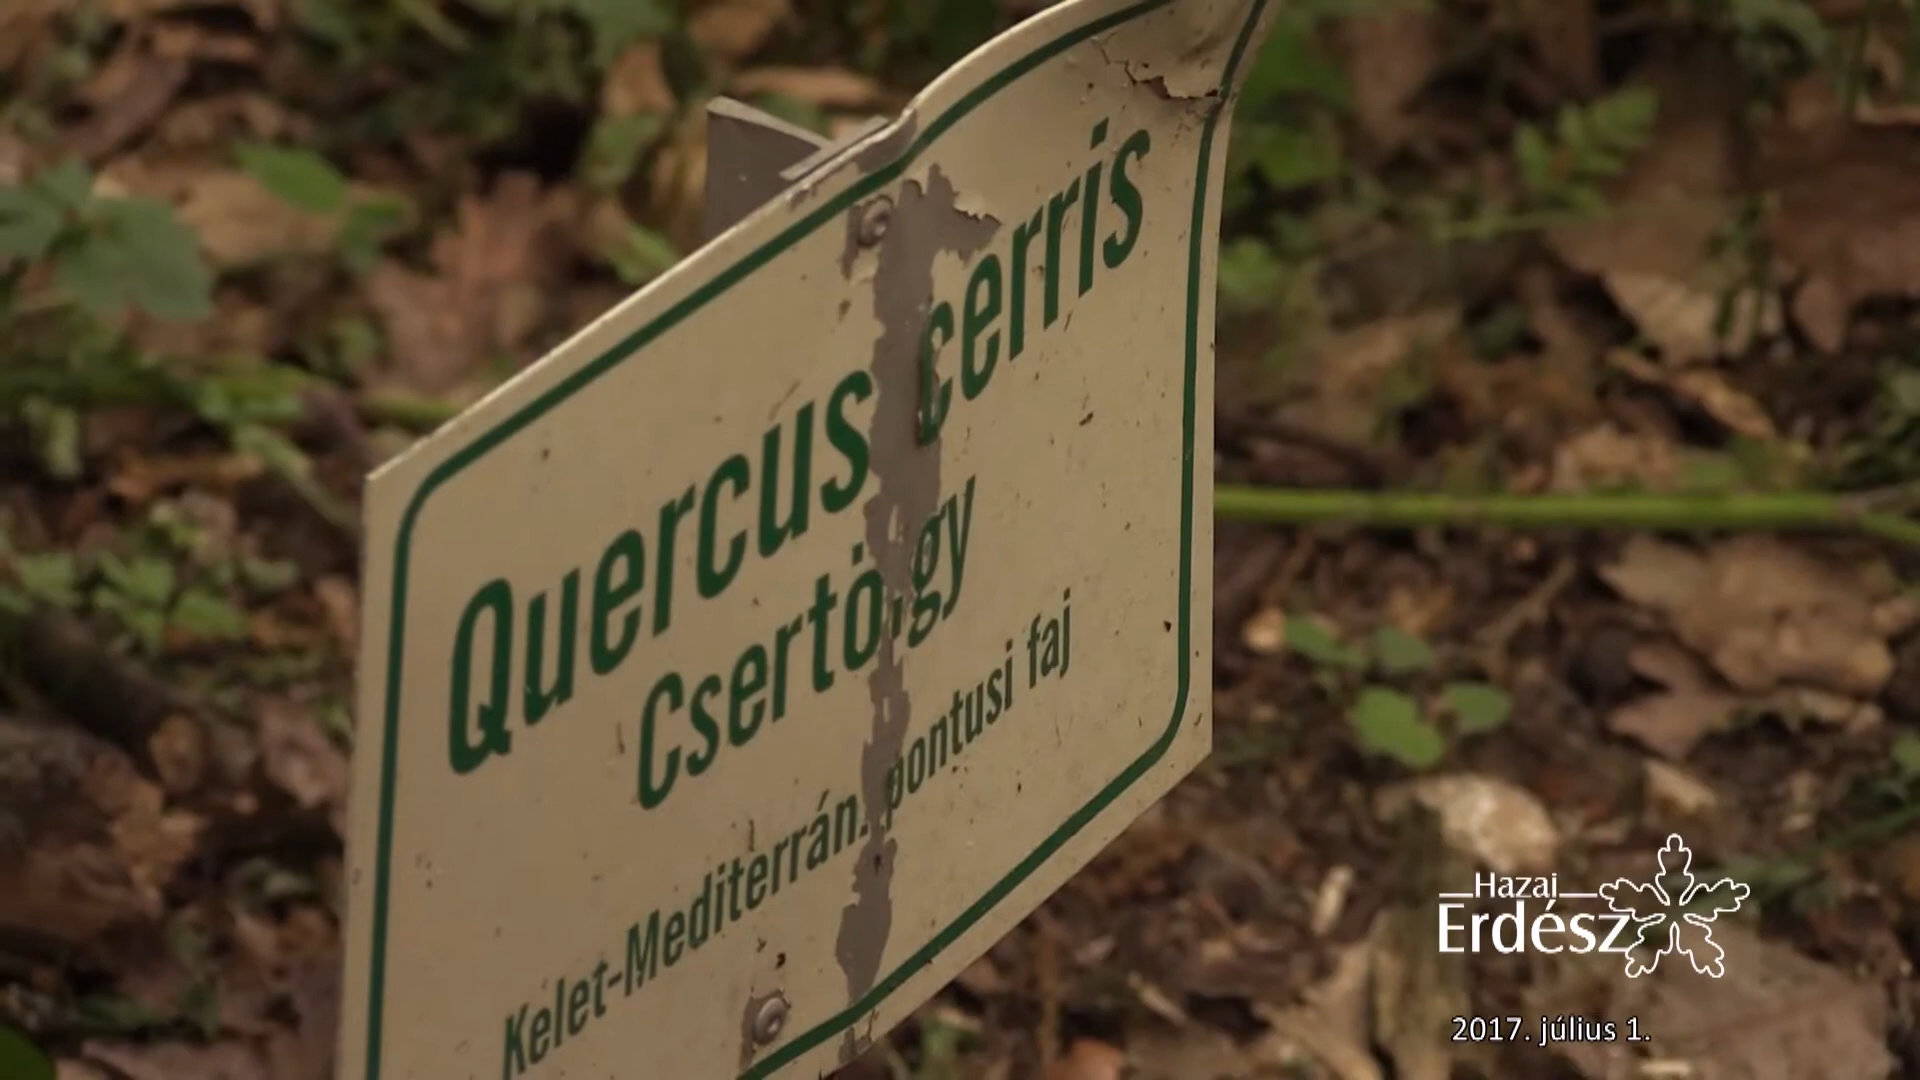 Quercus cerris
Csertölgy
Kelet-Mediterrán. pontusi faj
Hazai
Erdész
2017. július 1.